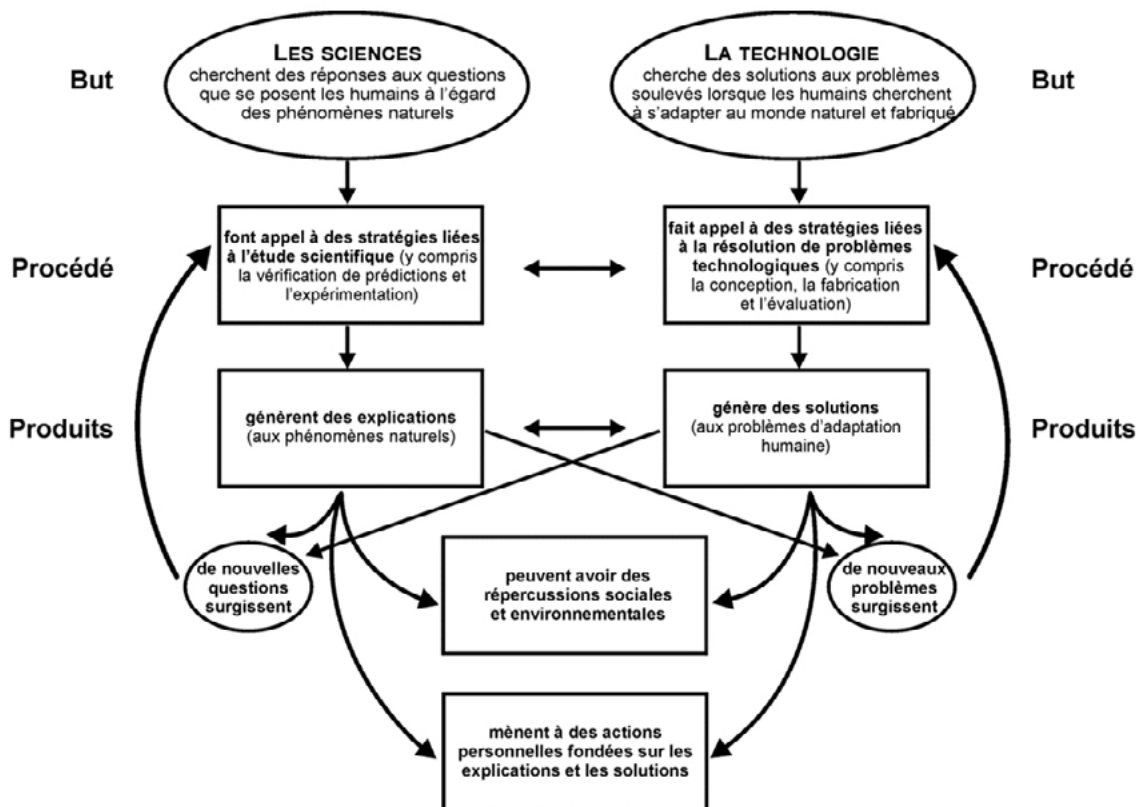 But
LES SCIENCES
cherchent des réponses aux questions
que se posent les humains à l'égard
des phénomènes naturels
LA TECHNOLOGIE
cherche des solutions aux problèmes
soulevés lorsque les humains cherchent
à s'adapter au monde naturel et fabriqué
But
Procédé
font appel à des stratégies liées
à l'étude scientifique (y compris
la vérification de prédictions et
l'expérimentation)
fait appel à des stratégies liées
à la résolution de problèmes
technologiques (y compris
la conception, la fabrication
et l'évaluation)
Procédé
Produits
génèrent des explications
(aux phénomènes naturels)
génère des solutions
(aux problèmes d'adaptation
humaine)
Produits
de nouvelles
questions
surgissent
peuvent avoir des
répercussions sociales
et environnementales
de nouveaux
problèmes
surgissent
mènent à des actions
personnelles fondées sur les
explications et les solutions